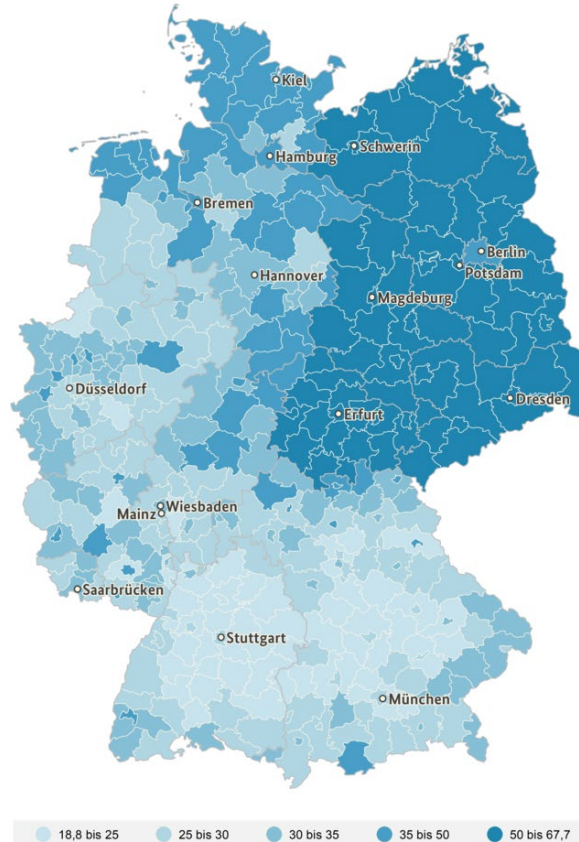 Kiel
Schwerin
Hamburg
Bremen
Berlin
Potsdam
Hannover
Magdeburg
Düsseldorf
Erfurt
Dresden
Wiesbaden
Mainz
Saarbrücken
Stuttgart
München
18,8 bis 25 25 bis 30 30 bis 35 35 bis 50 50 bis 67,7